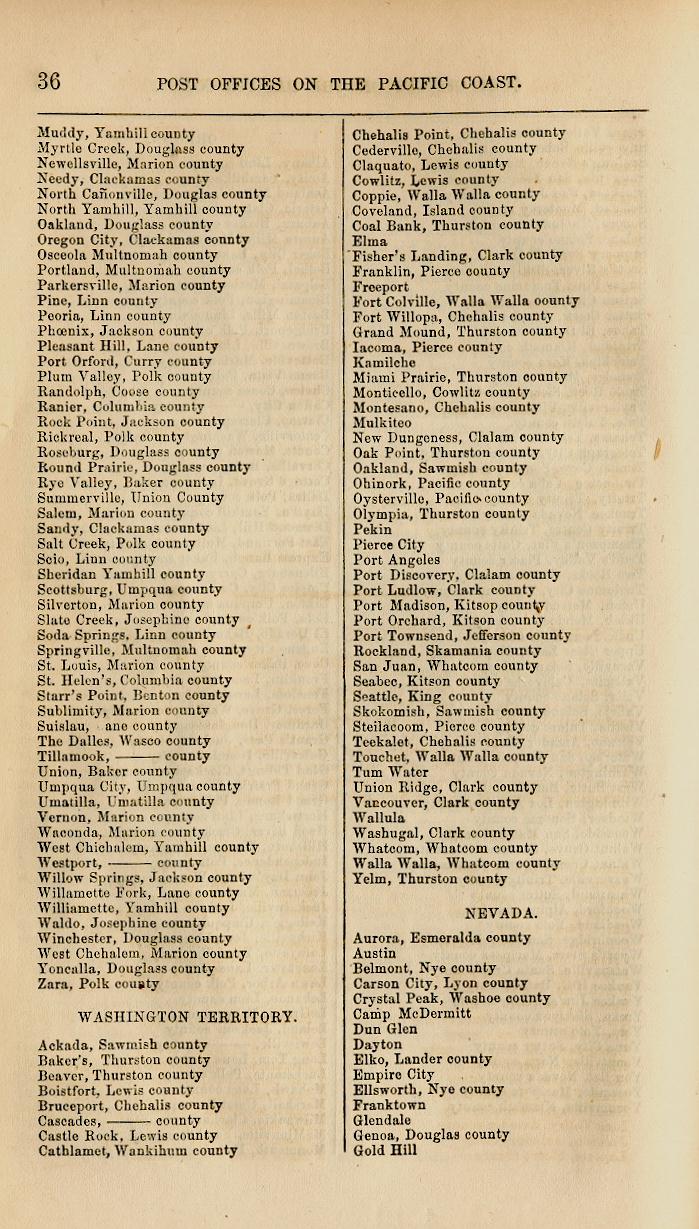 36 POST OFFICES ON THE PACIFIC COAST.
Muddy, Yamhill county
Myrtle Creek, Douglass county
Newellsville, Marion county
Needy, Clackamas county
North Cañonville, Douglas county
North Yamhill, Yamhill county
Oakland, Douglass county
Oregon City, Clackamas connty
Osceola Multnomah county
Portland, Multnomah county
Parkersville, Marion county
Pine, Linn county
Peoria, Linn county
Phœnix, Jackson county
Pleasant Hill, Lane county
Port Orford, Curry county
Plum Valley, Polk county
Randolph, Coose county
Ranier, Columbia county
Rock Point, Jackson county
Rickreal, Polk county
Roseburg, Douglass county
Round Prairie, Douglass county
Rye Valley, Baker county
Summerville, Union County
Salem, Marion county
Sandy, Clackamas county
Salt Creek, Polk county
Scio, Linn county
Sheridan Yamhill county
Scottsburg, Umpqua county
Silverton, Marion county
Slate Creek, Josephine county
Soda Springs, Linn county
Springville, Multnomah county
St. Louis, Marion county
St. Helen's, Columbia county
Starr's Point, Benton county
Sublimity, Marion county
Suislau, ane county
The Dalles, Wasco county
Tillamook, ——— county
Union, Baker county
Umpqua City, Umpqua county
Umatilla, Umatilla county
Vernon, Marion county
Waconda, Marion county
West Chichalem, Yamhill county
Westport, ——— county
Willow Springs, Jackson county
Willamette Fork, Lane county
Williamette, Yamhill county
Waldo, Josephine county
Winchester, Douglass county
West Chehalem, Marion county
Yoncalla, Douglass county
Zara, Polk county
WASHINGTON TERRITORY.
Ackada, Sawmish county
Baker's, Thurston county
Beaver, Thurston county
Boistfort, Lewis county
Bruceport, Chehalis county
Cascades, ——— county
Castle Rock, Lewis county
Cathlamet, Wankihum county
Chehalis Point, Chehalis county
Cederville, Chehalis county
Claquato, Lewis county
Cowlitz, Lewis county
Coppie, Walla Walla county
Coveland, Island county
Coal Bank, Thurston county
Elma
Fisher's Landing, Clark county
Franklin, Pierce county
Freeport
Fort Colville, Walla Walla oounty
Fort Willopa, Chehalis county
Grand Mound, Thurston county
Iacoma, Pierce county
Kamilche
Miami Prairie, Thurston county
Monticello, Cowlitz county
Montesano, Chehalis county
Mulkiteo
New Dungeness, Clalam county
Oak Point, Thurston county
Oakland, Sawmish county
Ohinork, Pacific county
Oysterville, Pacific county
Olympia, Thurston county
Pekin
Pierce City
Port Angelos
Port Discovery, Clalam county
Port Ludlow, Clark county
Port Madison, Kitsop county
Port Orchard, Kitson county
Port Townsend, Jefferson county
Rockland, Skamania county
San Juan, Whatcom county
Seabec, Kitson county
Seattle, King county
Skokomish, Sawmish county
Steilacoom, Pierce county
Teekalet, Chehalis county
Touchet, Walla Walla county
Tum Water
Union Ridge, Clark county
Vancouver, Clark county
Wallula
Washugal, Clark county
Whatcom, Whatcom county
Walla Walla, Whatcom county
Yelm, Thurston county
NEVADA.
Aurora, Esmeralda county
Austin
Belmont, Nye county
Carson City, Lyon county
Crystal Peak, Washoe county
Camp McDermitt
Dun Glen
Dayton
Elko, Lander county
Empire City
Ellsworth, Nye county
Franktown
Glendale
Genoa, Douglas county
Gold Hill